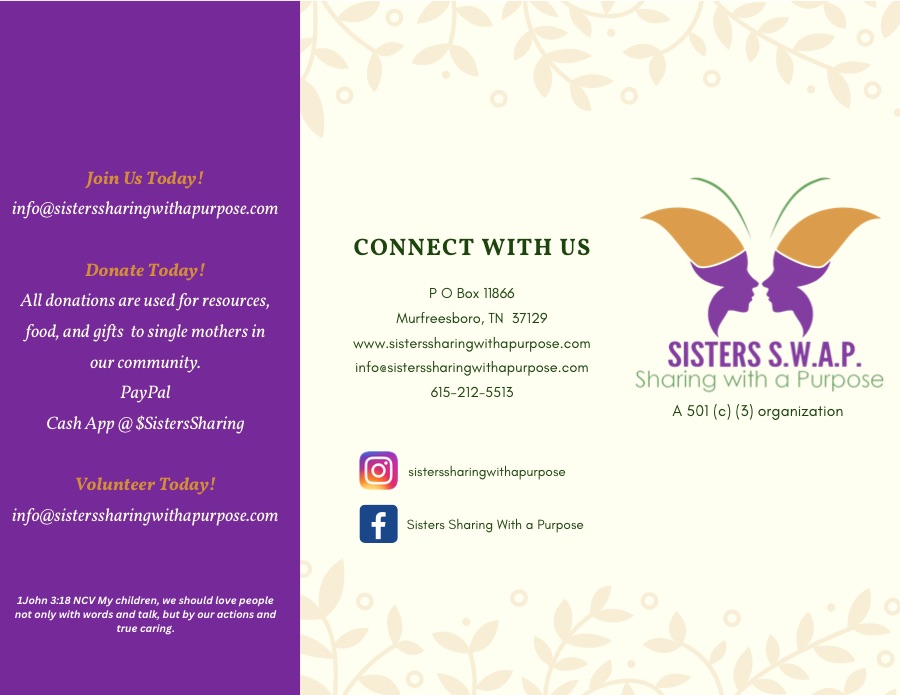 Join Us Today!
info@sisterssharingwithapurpose.com
Donate Today!
All donations are used for resources,
food, and gifts to single mothers in
our community.
PayPal
Cash App @ $SistersSharing
Volunteer Today!
info@sisterssharingwithapurpose.com
1John 3:18 NCV My children, we should love people
not only with words and talk, but by our actions and
true caring.
CONNECT WITH US
P O Box 11866
Murfreesboro, TN 37129
www.sisterssharingwithapurpose.com
info@sisterssharingwithapurpose.com
615-212-5513
sisterssharingwithapurpose
Sisters Sharing With a Purpose
SISTERS S.W.A.P.
Sharing with a Purpose
A 501 (c) (3) organization